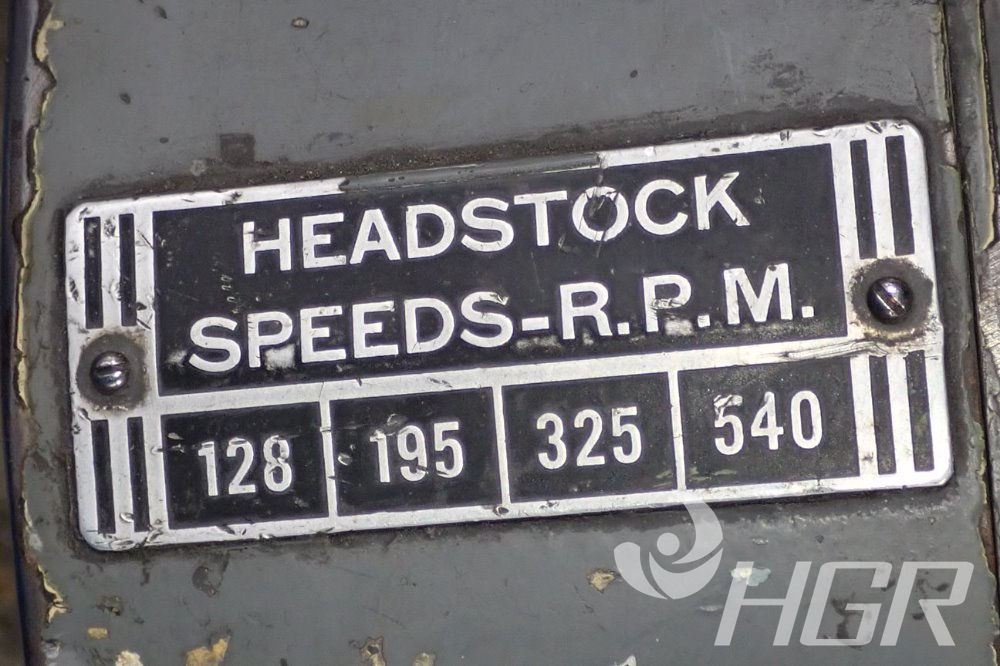 HEADSTOCK
SPEEDS-R.P.M.
128 195 325 540
HGR